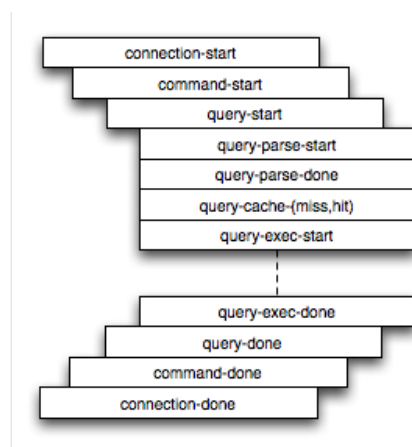 connection-start
command-start
query-start
query-parse-start
query-parse-done
query-cache-(miss,hit)
query-exec-start
query-exec-done
query-done
command-done
connection-done